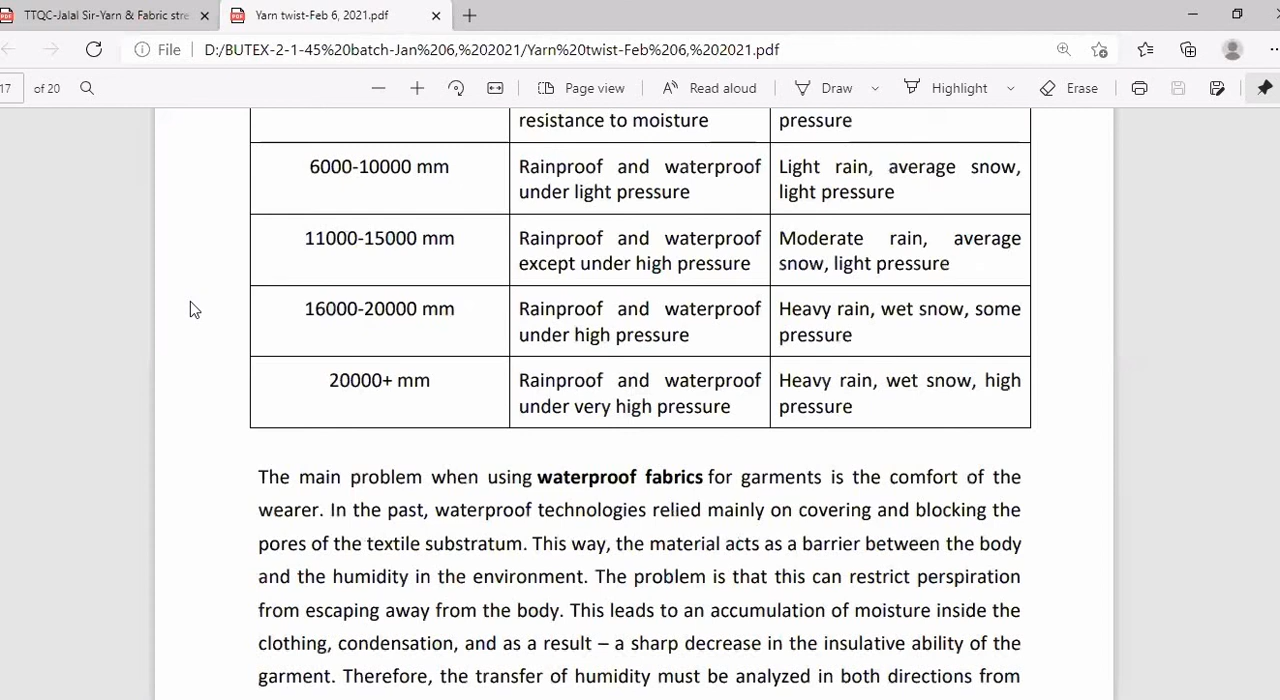 TTQC-Jalal Sir-Yarn & Fabric stre
Yarn twist-Feb 6, 2021.pdf
File
D:/BUTEX-2-1-45%20batch-Jan%206,%202021/Yarn%20twist-Feb%206,%202021.pdf
17 of 20
Page view
Read aloud
Draw
Highlight
Erase
resistance to moisture
pressure
6000-10000 mm
Rainproof and waterproof
under light pressure
Light rain, average snow,
light pressure
11000-15000 mm
Rainproof and waterproof
except under high pressure
Moderate rain, average
snow, light pressure
16000-20000 mm
Rainproof and waterproof
under high pressure
Heavy rain, wet snow, some
pressure
20000+ mm
Rainproof and waterproof
under very high pressure
Heavy rain, wet snow, high
pressure
The main problem when using waterproof fabrics for garments is the comfort of the
wearer. In the past, waterproof technologies relied mainly on covering and blocking the
pores of the textile substratum. This way, the material acts as a barrier between the body
and the humidity in the environment. The problem is that this can restrict perspiration
from escaping away from the body. This leads to an accumulation of moisture inside the
clothing, condensation, and as a result – a sharp decrease in the insulative ability of the
garment. Therefore, the transfer of humidity must be analyzed in both directions from